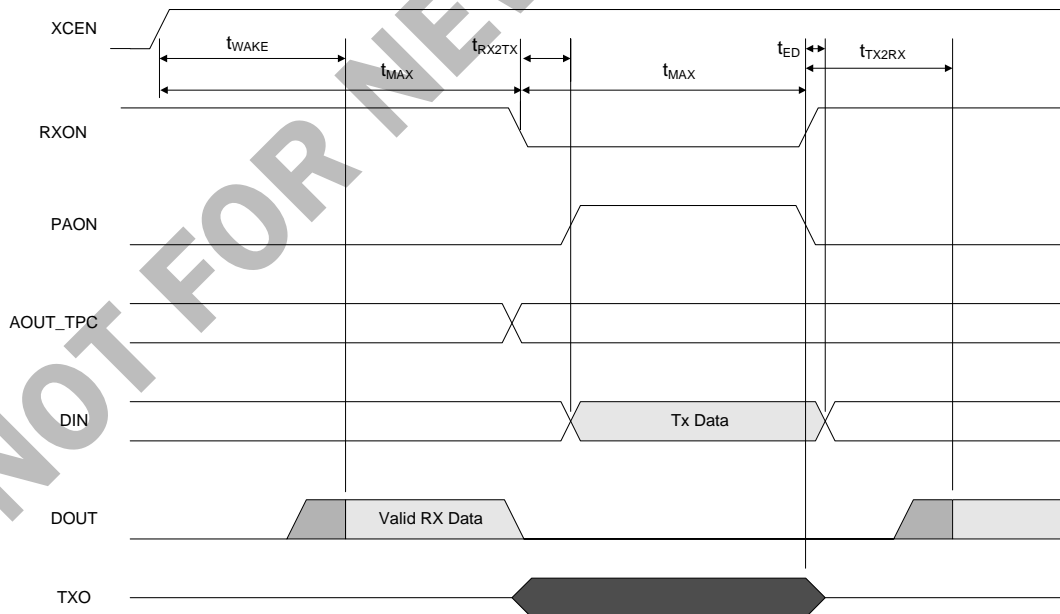 XCEN
tWAKE
tRX2TX
tED
tTX2RX
tMAX
tMAX
RXON
PAON
AOUT_TPC
DIN
Tx Data
DOUT
Valid RX Data
TXO
NOT FOR NEW